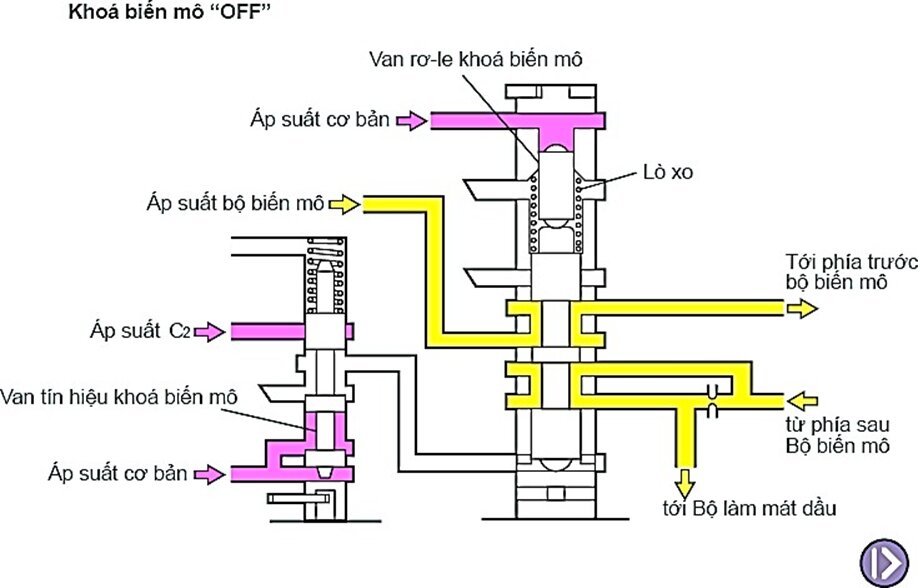 Khoá biến mô “OFF”
Van rơ-le khoá biến mô
Áp suất cơ bản
Lò xo
Áp suất bộ biến mô
Tới phía trước
bộ biến mô
Áp suất C2
Van tín hiệu khoá biến mô
từ phía sau
Bộ biến mô
Áp suất cơ bản
tới Bộ làm mát dầu